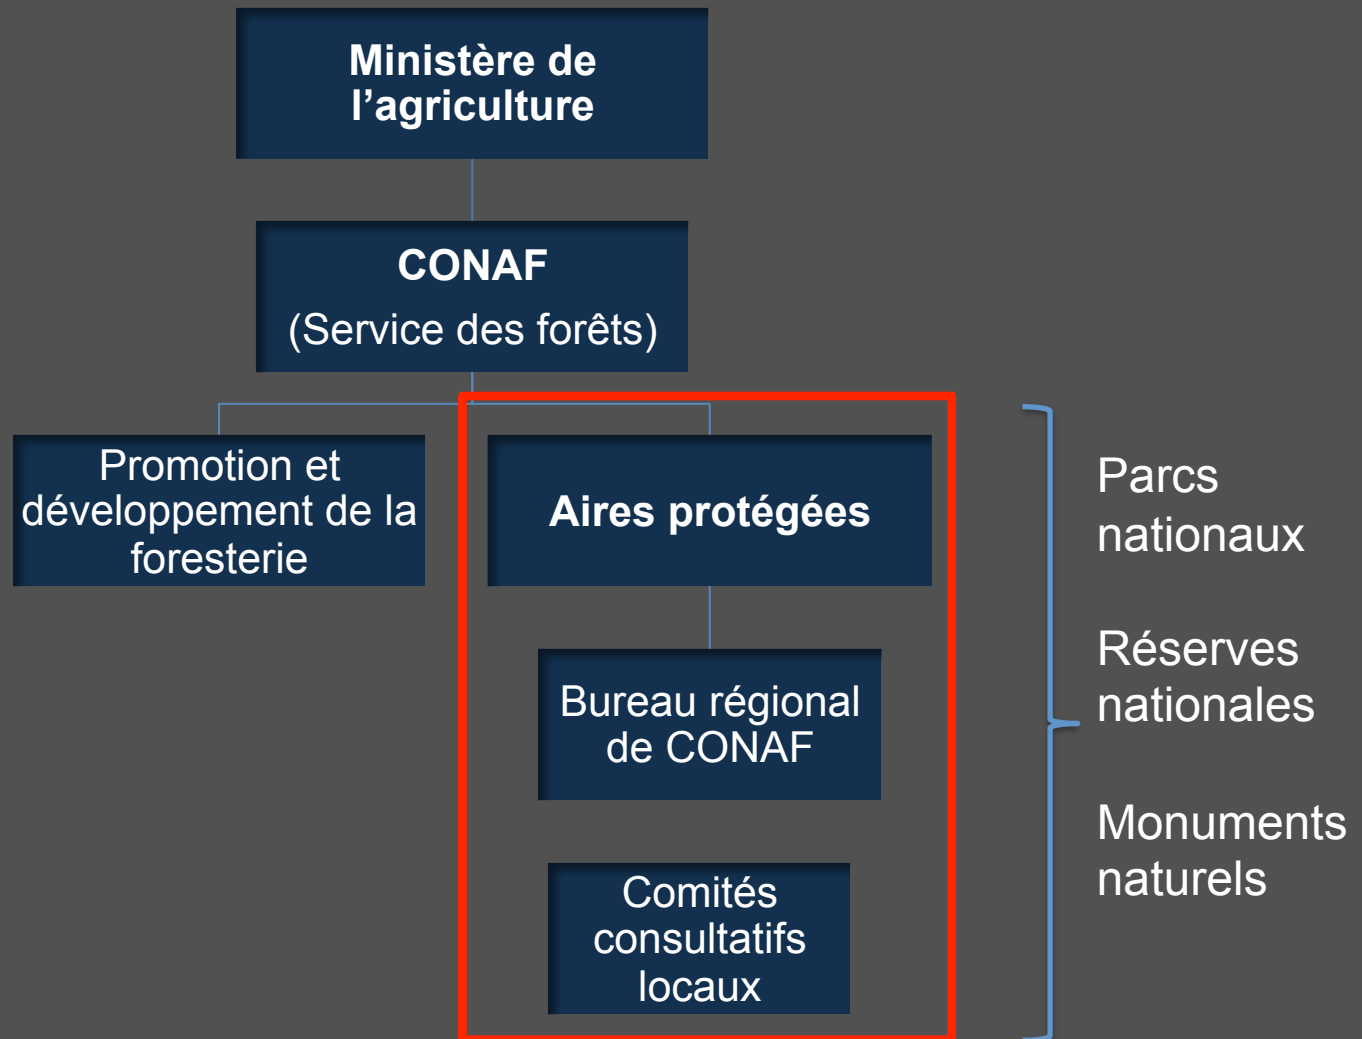 Ministère de
l’agriculture
CONAF
(Service des forêts)
Promotion et
développement de la
foresterie
Aires protégées
Bureau régional
de CONAF
Comités
consultatifs
locaux
Parcs
nationaux
Réserves
nationales
Monuments
naturels